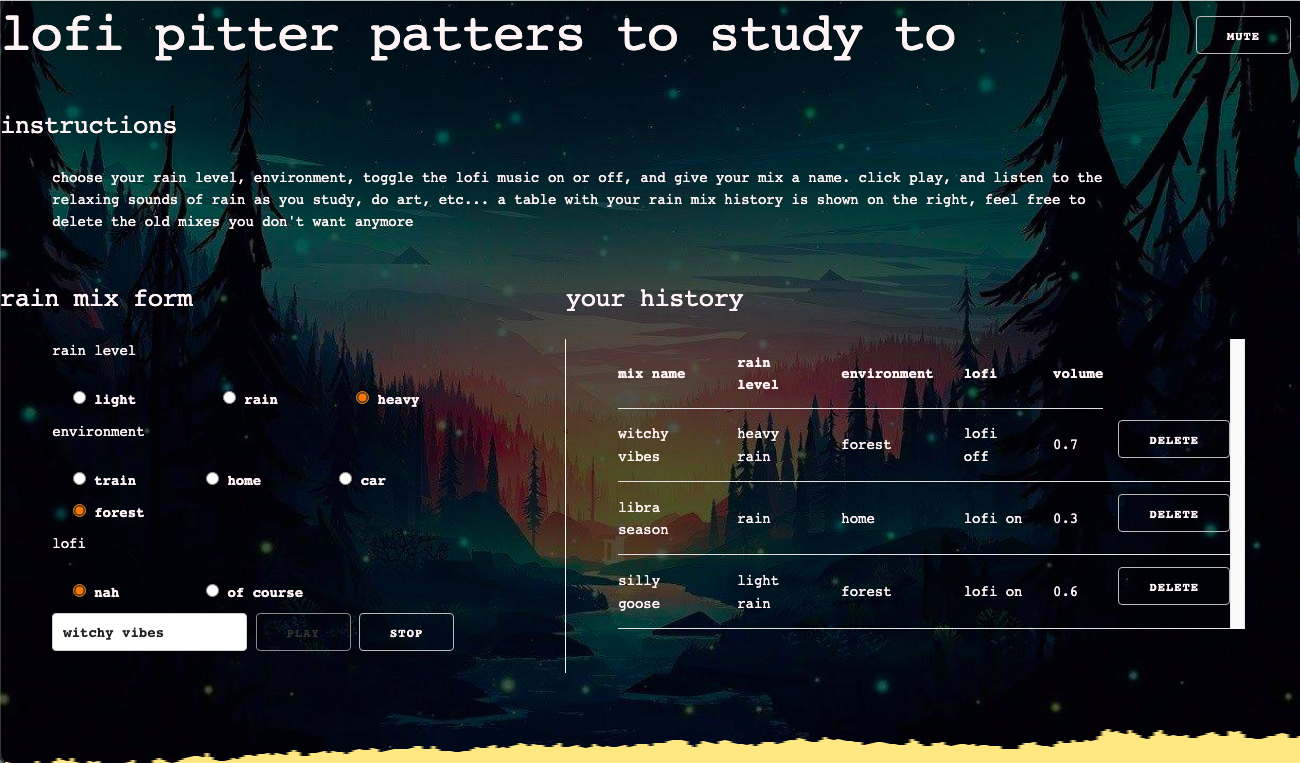 lofi pitter patters to study to
MUTE
instructions
choose your rain level, environment, toggle the lofi music on or off, and give your mix a name. click play, and listen to the
relaxing sounds of rain as you study, do art, etc... a table with your rain mix history is shown on the right, feel free to
delete the old mixes you don't want anymore
rain mix form
rain level
light rain heavy
environment
train home car
forest
lofi
nah of course
witchy vibes PLAY STOP
your history
mix name rain level environment lofi volume
witchy vibes heavy rain forest lofi off 0.7 DELETE
libra season rain home lofi on 0.3 DELETE
silly goose light rain forest lofi on 0.6 DELETE